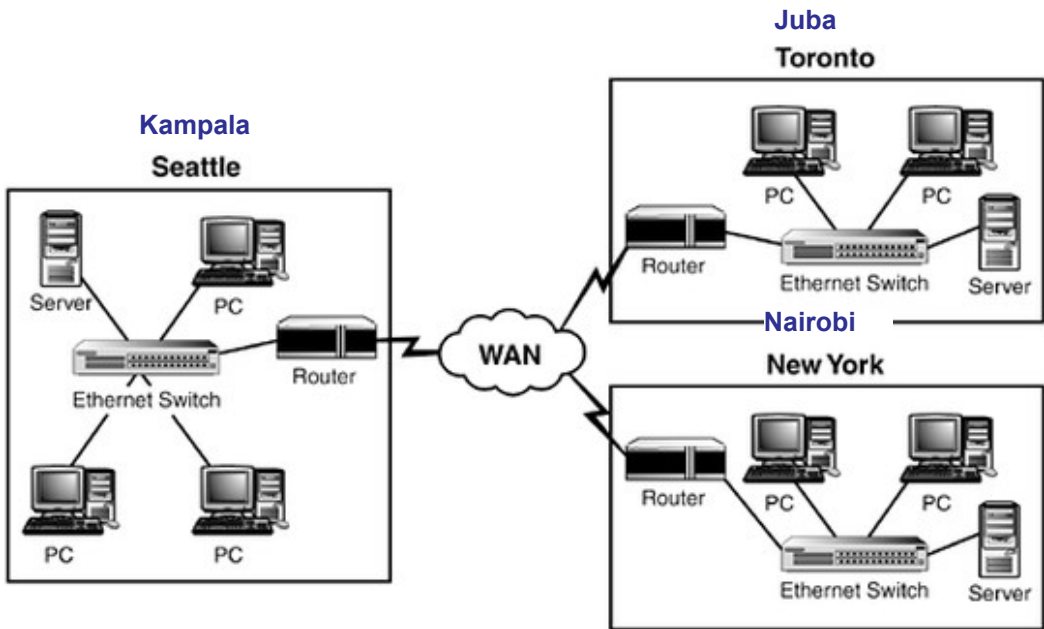 Kampala
Seattle
Server
PC
Router
Ethernet Switch
PC
PC
WAN
Juba
Toronto
PC
PC
Router
Ethernet Switch
Server
Nairobi
New York
Router
PC
PC
Ethernet Switch
Server